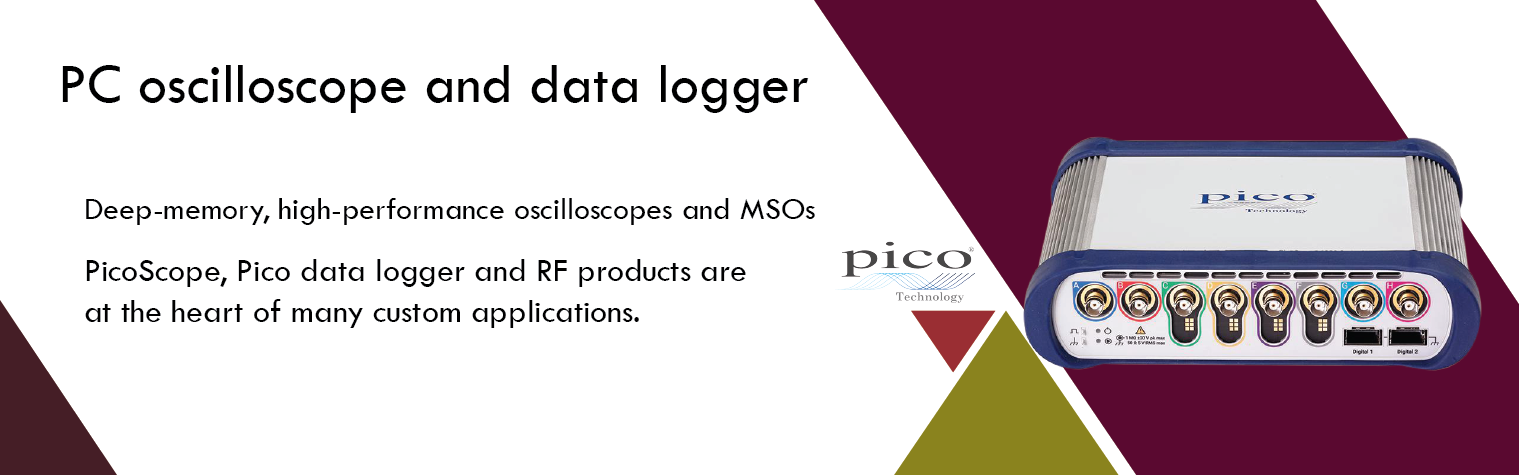 PC oscilloscope and data logger
Deep-memory, high-performance oscilloscopes and MSOs
PicoScope, Pico data logger and RF products are
at the heart of many custom applications.
pico®
Technology
pico
Technology
A B C D E F G H
Digital 1 Digital 2